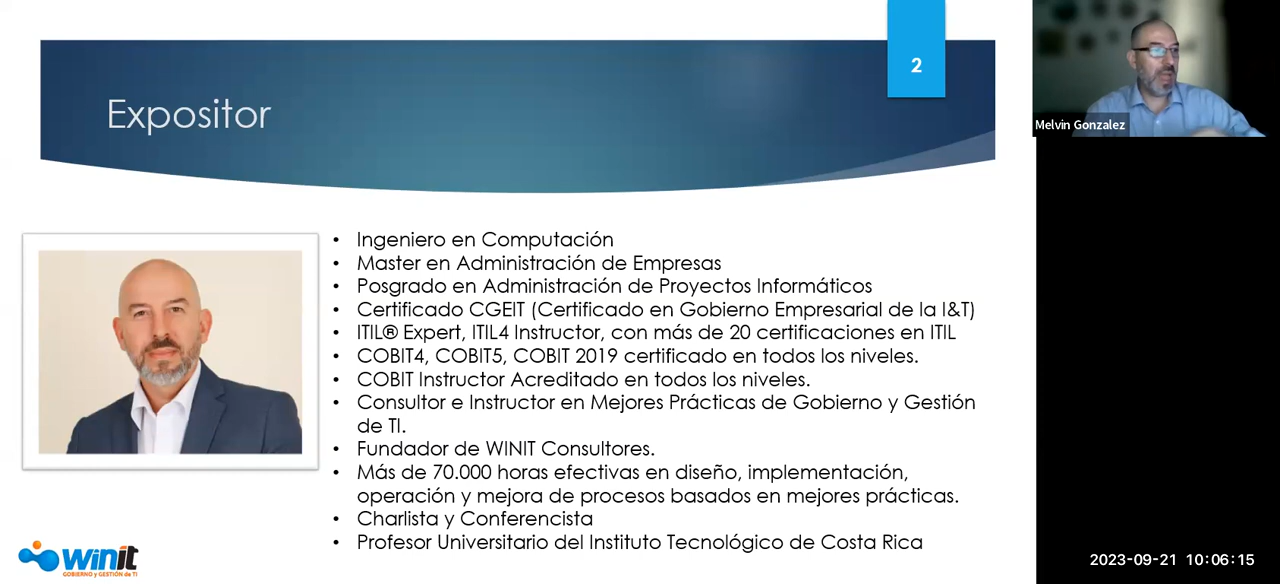 2
Expositor
Melvin Gonzalez
• Ingeniero en Computación
• Master en Administración de Empresas
• Posgrado en Administración de Proyectos Informáticos
• Certificado CGEIT (Certificado en Gobierno Empresarial de la I&T)
• ITIL® Expert, ITIL4 Instructor, con más de 20 certificaciones en ITIL
• COBIT4, COBIT5, COBIT 2019 certificado en todos los niveles.
• COBIT Instructor Acreditado en todos los niveles.
• Consultor e Instructor en Mejores Prácticas de Gobierno y Gestión
de TI.
• Fundador de WINIT Consultores.
• Más de 70.000 horas efectivas en diseño, implementación,
operación y mejora de procesos basados en mejores prácticas.
• Charlista y Conferencista
• Profesor Universitario del Instituto Tecnológico de Costa Rica
winit
GOBIERNO y GESTIÓN de TI
2023-09-21 10:06:15